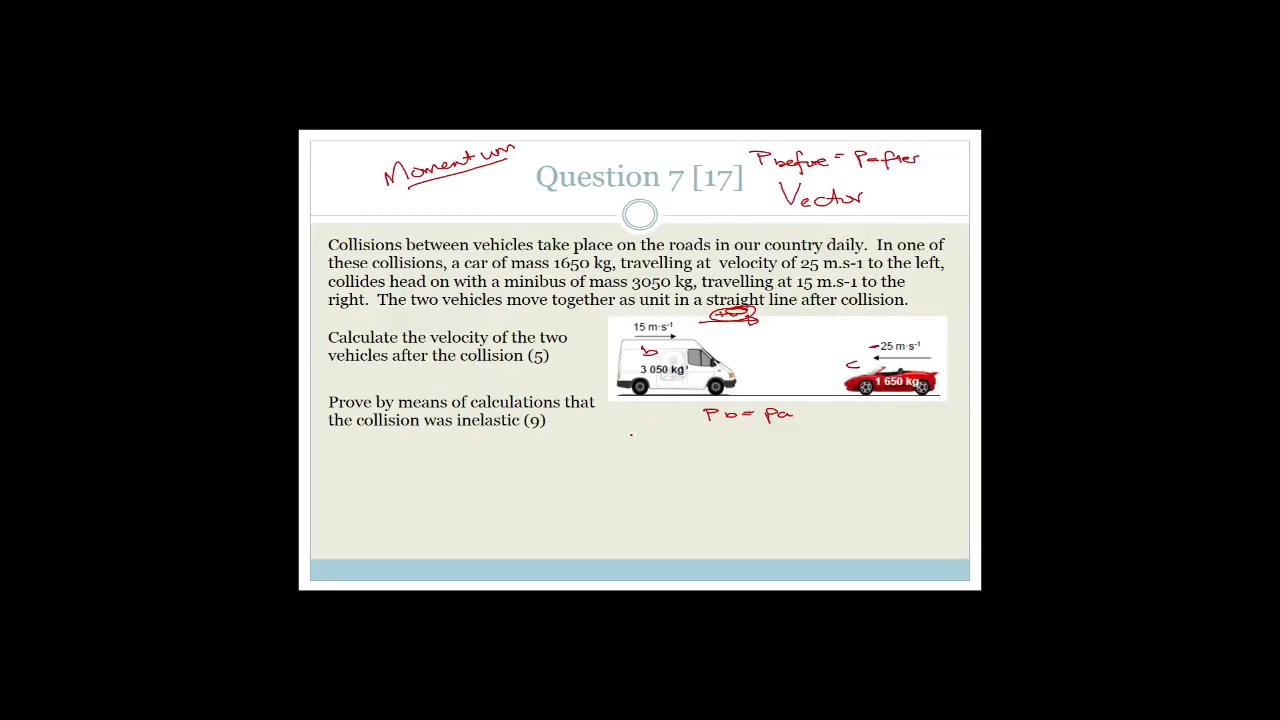 Momentum
Question 7 [17]
Pbefore = Pafter
Vector
Collisions between vehicles take place on the roads in our country daily. In one of
these collisions, a car of mass 1650 kg, travelling at velocity of 25 m.s-1 to the left,
collides head on with a minibus of mass 3050 kg, travelling at 15 m.s-1 to the
right. The two vehicles move together as unit in a straight line after collision.
Calculate the velocity of the two
vehicles after the collision (5)
Prove by means of calculations that
the collision was inelastic (9)
15 m·s-1
b
3 050 kg
-25 m·s-1
c
1 650 kg
Pb = Pa